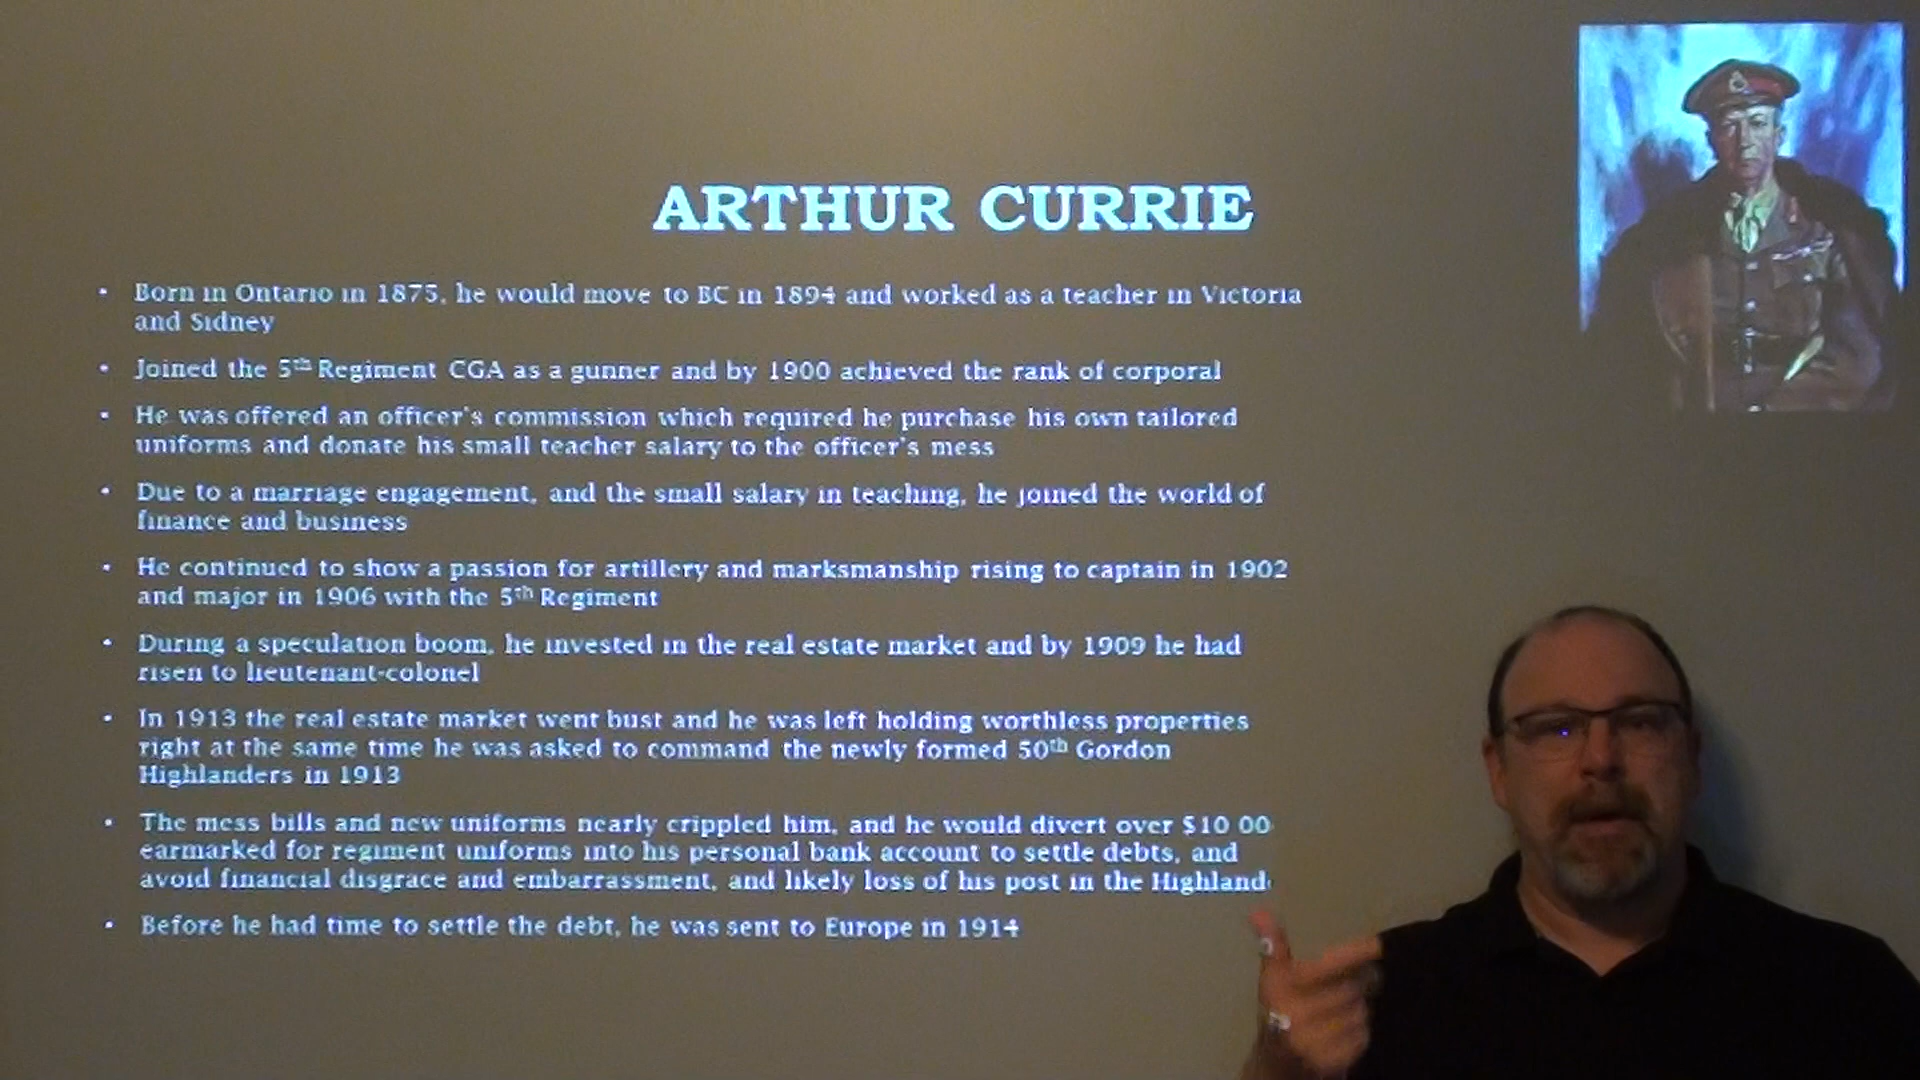 ARTHUR CURRIE
• Born in Ontario in 1875, he would move to BC in 1894 and worked as a teacher in Victoria
and Sidney
• Joined the 5th Regiment CGA as a gunner and by 1900 achieved the rank of corporal
• He was offered an officer's commission which required he purchase his own tailored
uniforms and donate his small teacher salary to the officer's mess
• Due to a marriage engagement, and the small salary in teaching, he joined the world of
finance and business
• He continued to show a passion for artillery and marksmanship rising to captain in 1902
and major in 1906 with the 5th Regiment
• During a speculation boom, he invested in the real estate market and by 1909 he had
risen to lieutenant-colonel
• In 1913 the real estate market went bust and he was left holding worthless properties
right at the same time he was asked to command the newly formed 50th Gordon
Highlanders in 1913
• The mess bills and new uniforms nearly crippled him, and he would divert over $10 00
earmarked for regiment uniforms into his personal bank account to settle debts, and
avoid financial disgrace and embarrassment, and likely loss of his post in the Highland
• Before he had time to settle the debt, he was sent to Europe in 1914